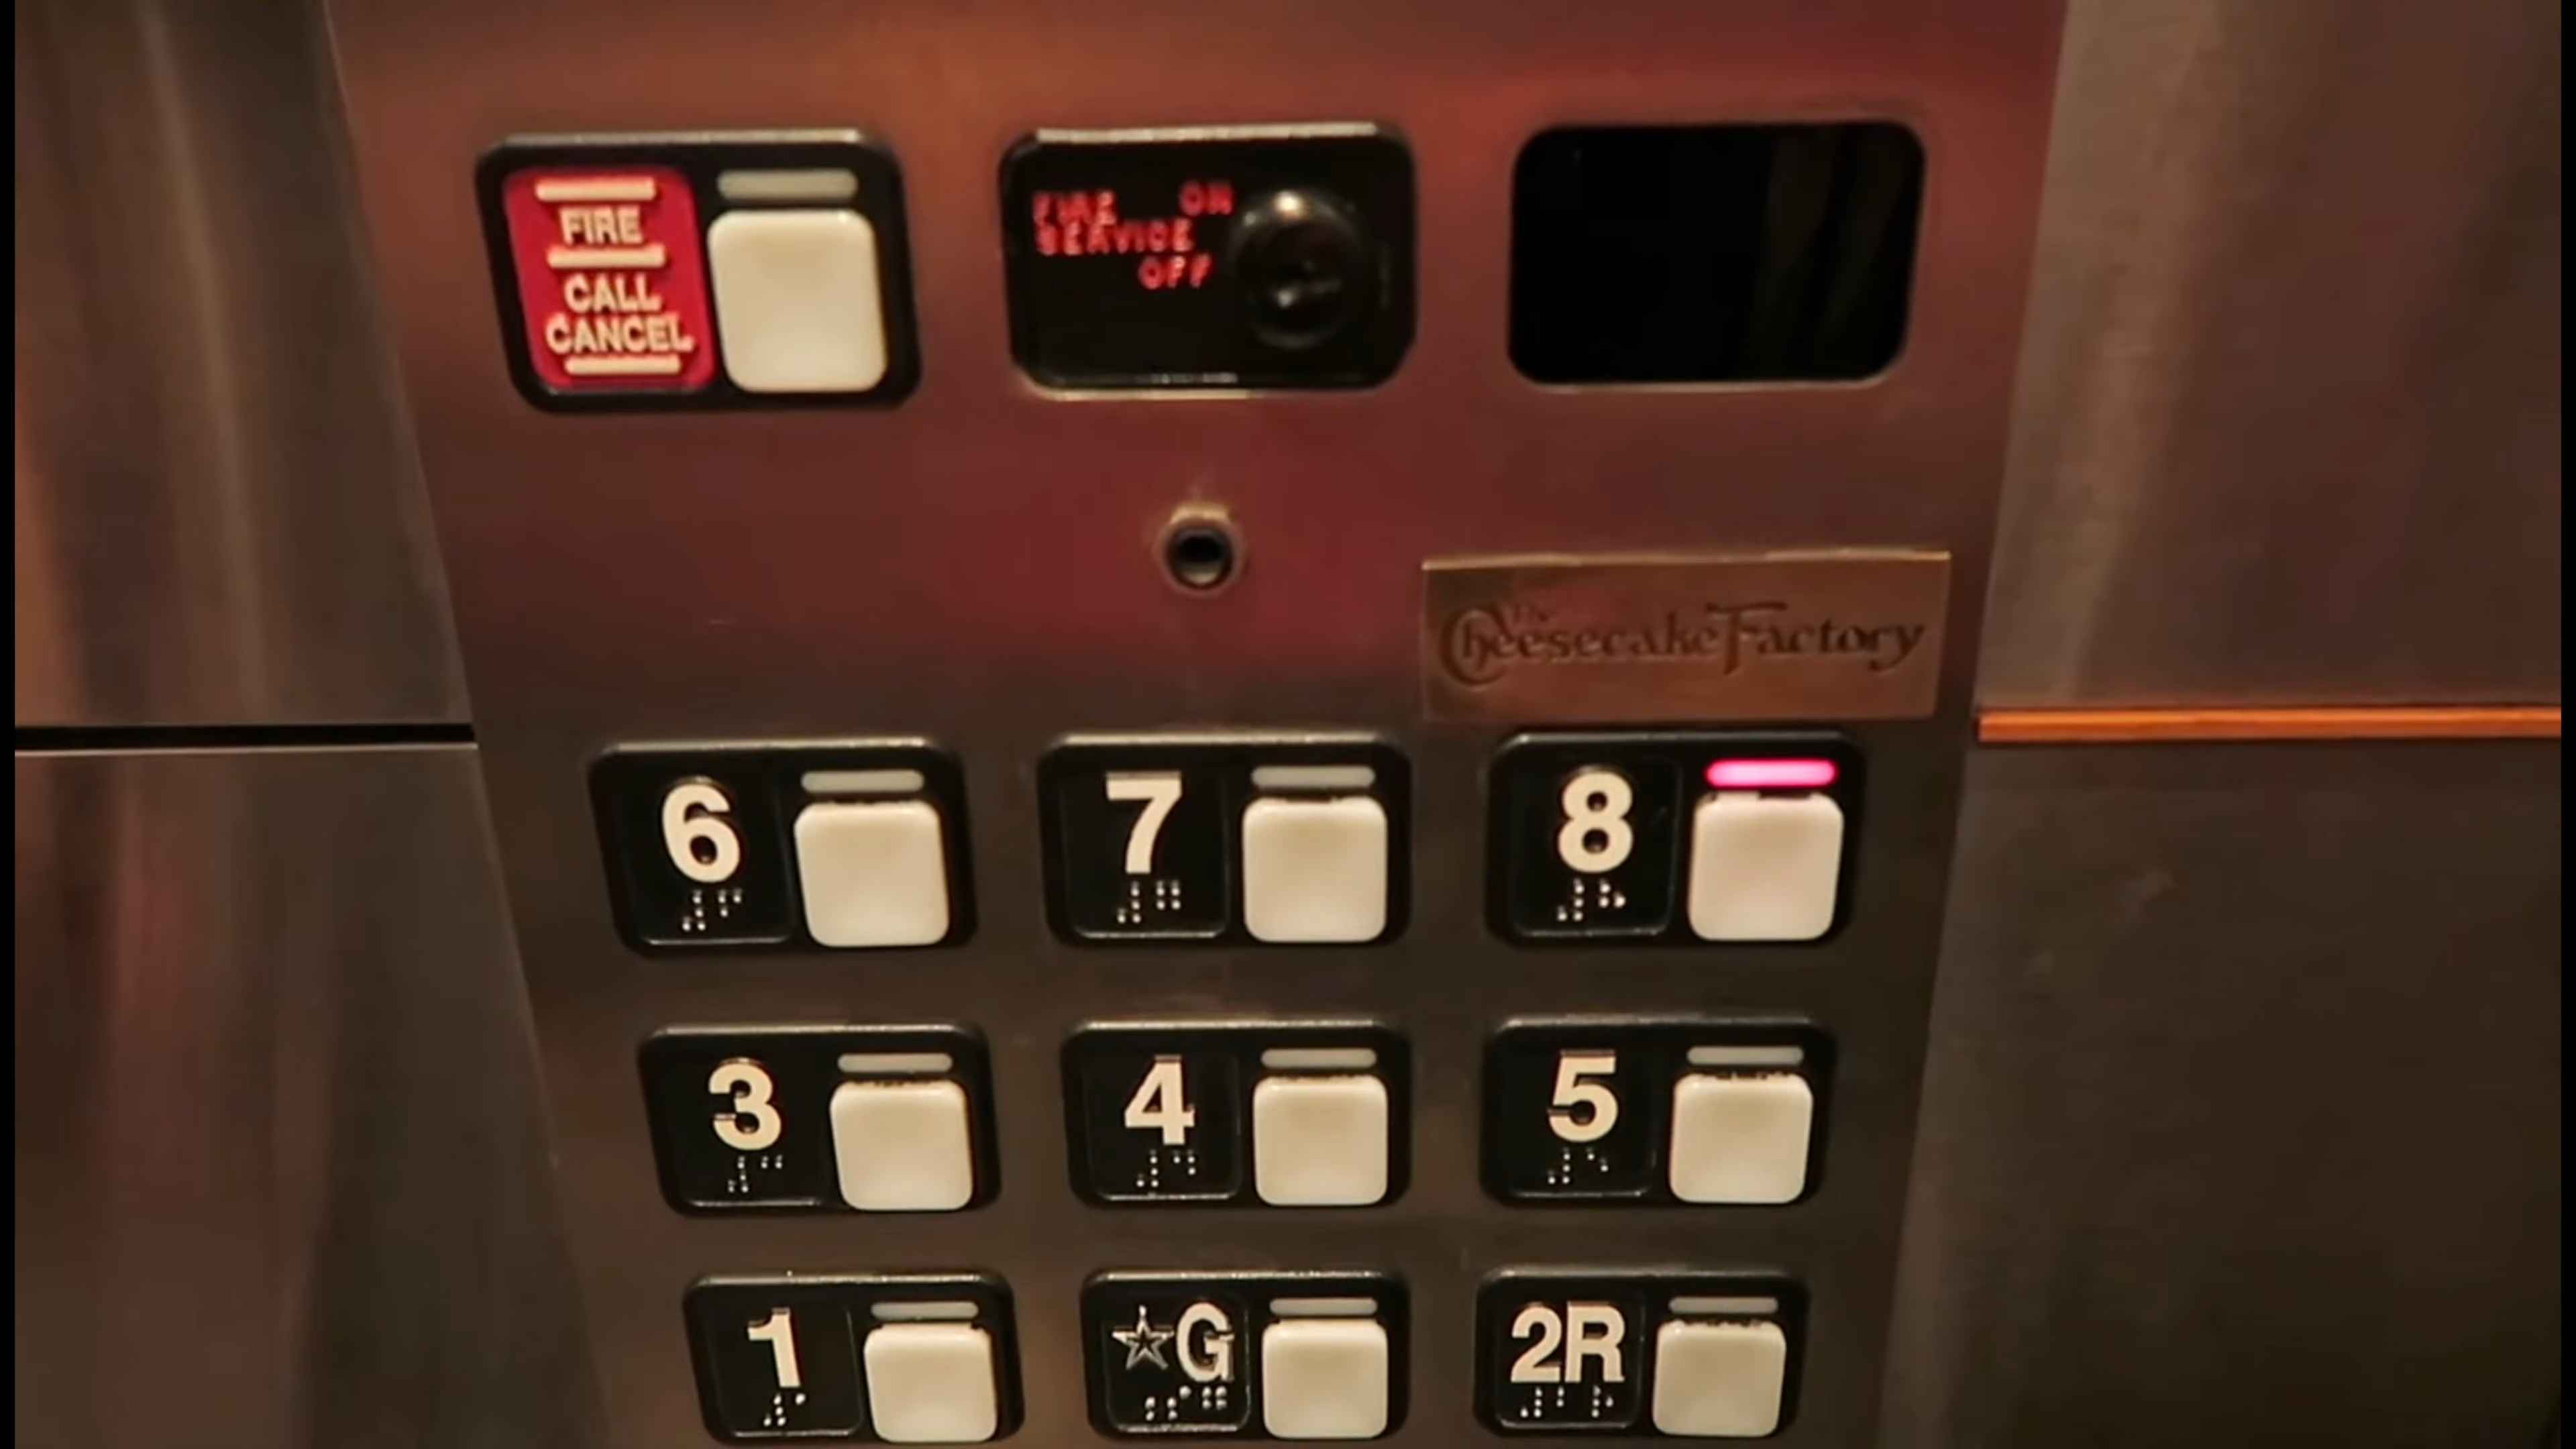 FIRE
CALL
CANCEL
FIRE ON
SERVICE
OFF
The
Cheesecake Factory
6
7
8
3
4
5
1
☆G
2R